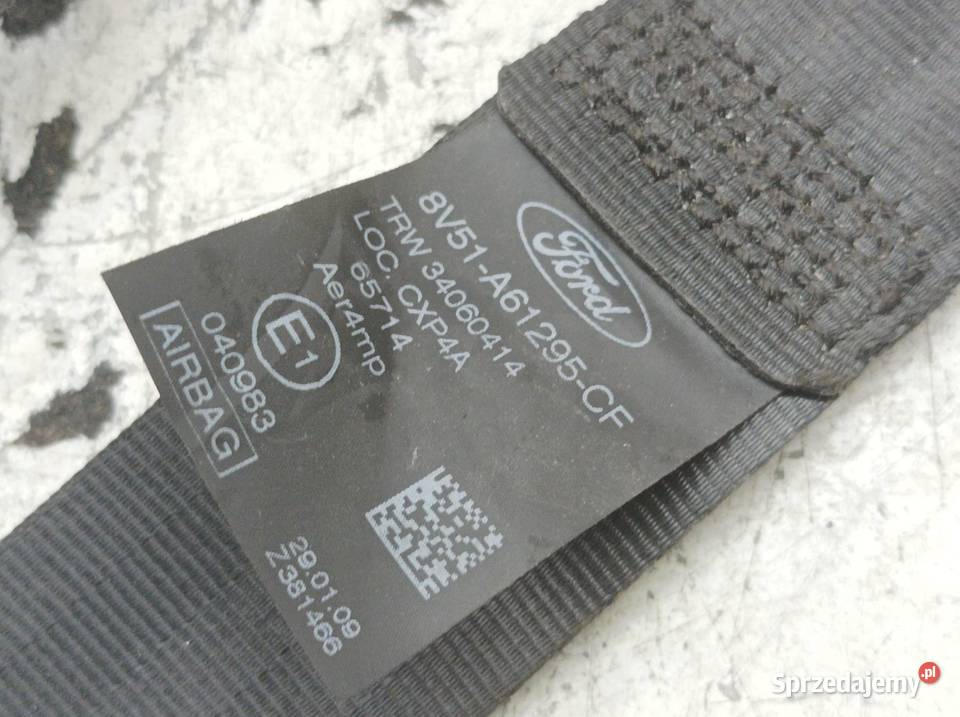 Ford
8V51-A61295-CF
TRW 34060414
LOC. CXP4A
65714
Aer4mp
E1
040983
AIRBAG
29.01.09
Z381466
Sprzedajemy.pl